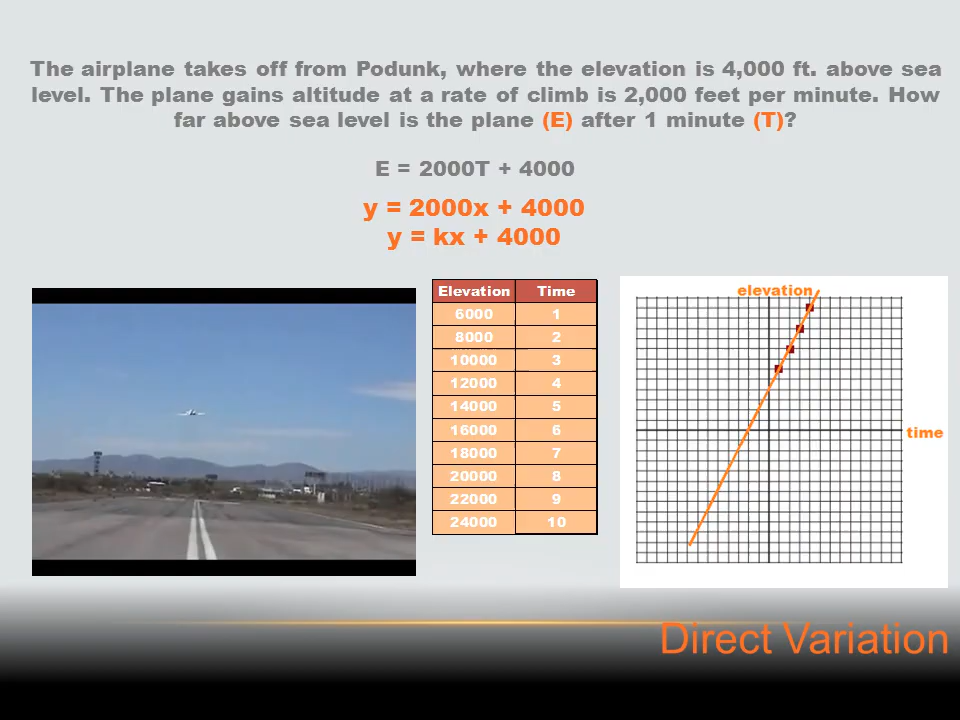 The airplane takes off from Podunk, where the elevation is 4,000 ft. above sea
level. The plane gains altitude at a rate of climb is 2,000 feet per minute. How
far above sea level is the plane (E) after 1 minute (T)?
E = 2000T + 4000
y = 2000x + 4000
y = kx + 4000
Elevation Time
6000 1
8000 2
10000 3
12000 4
14000 5
16000 6
18000 7
20000 8
22000 9
24000 10
elevation
time
Direct Variation